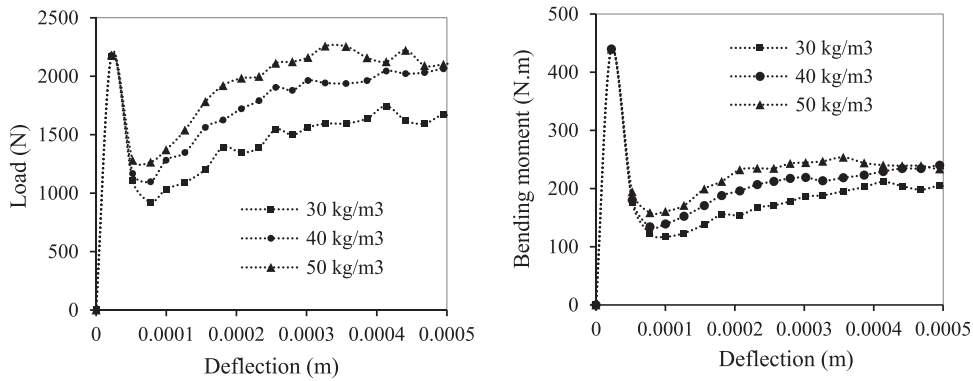 2500
2000
1500
1000
500
0
Load (N)
30 kg/m3
40 kg/m3
50 kg/m3
0 0.0001 0.0002 0.0003 0.0004 0.0005
Deflection (m)
500
400
300
200
100
0
Bending moment (N.m)
30 kg/m3
40 kg/m3
50 kg/m3
0 0.0001 0.0002 0.0003 0.0004 0.0005
Deflection (m)